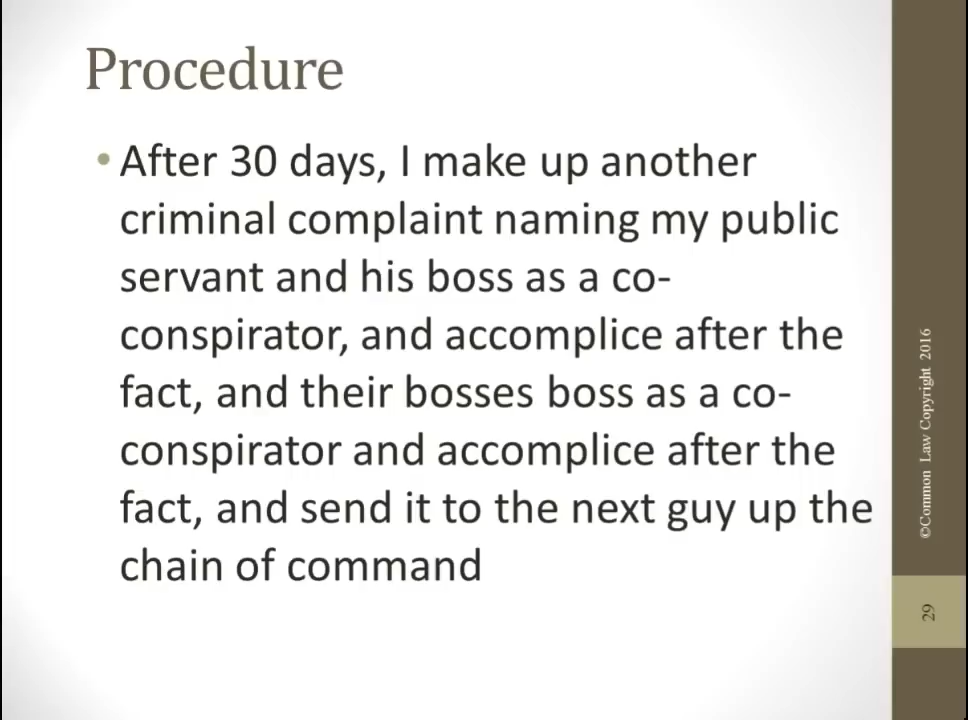 Procedure
• After 30 days, I make up another
criminal complaint naming my public
servant and his boss as a co-
conspirator, and accomplice after the
fact, and their bosses boss as a co-
conspirator and accomplice after the
fact, and send it to the next guy up the
chain of command
©Common Law Copyright 2016
29